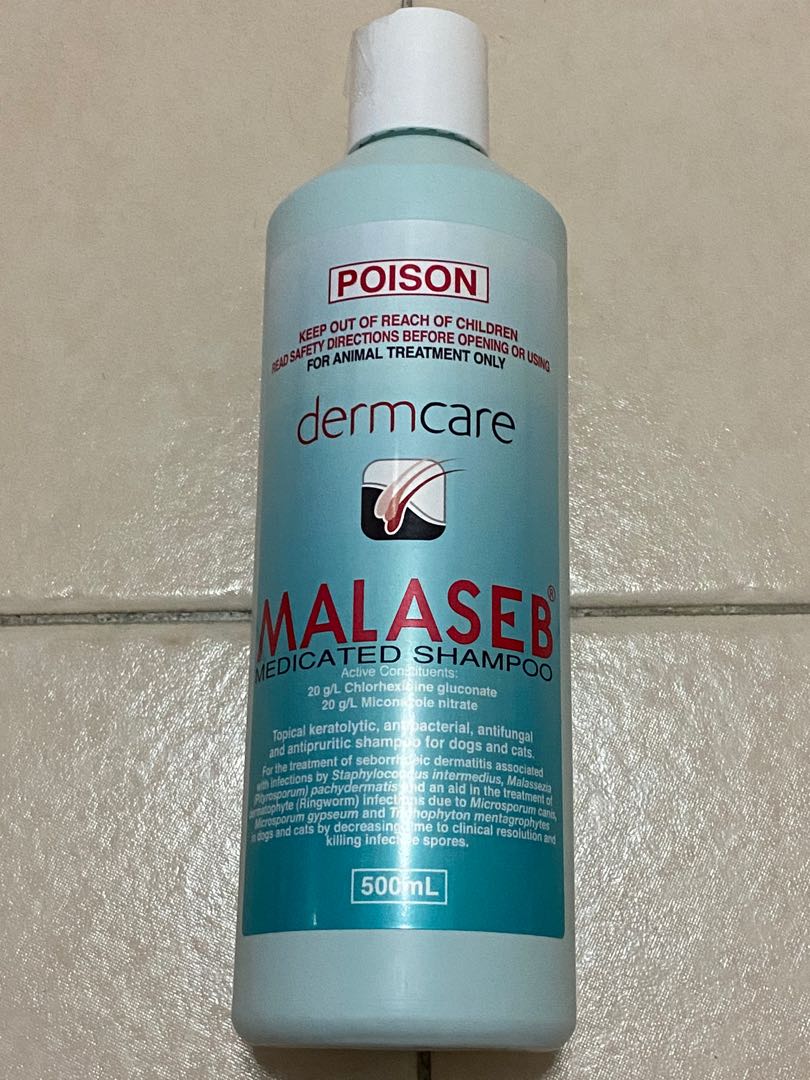 POISON
KEEP OUT OF REACH OF CHILDREN
READ SAFETY DIRECTIONS BEFORE OPENING OR USING
FOR ANIMAL TREATMENT ONLY
dermcare
MALASEB®
MEDICATED SHAMPOO
Active Constituents:
20 g/L Chlorhexidine gluconate
20 g/L Miconazole nitrate
Topical keratolytic, antibacterial, antifungal
and antipruritic shampoo for dogs and cats.
For the treatment of seborrhoeic dermatitis associated
with infections by Staphylococcus intermedius, Malassezia
(Pityrosporum) pachydermatis and an aid in the treatment of
dermatophyte (Ringworm) infections due to Microsporum canis,
Microsporum gypseum and Trichophyton mentagrophytes
in dogs and cats by decreasing time to clinical resolution and
killing infective spores.
500mL